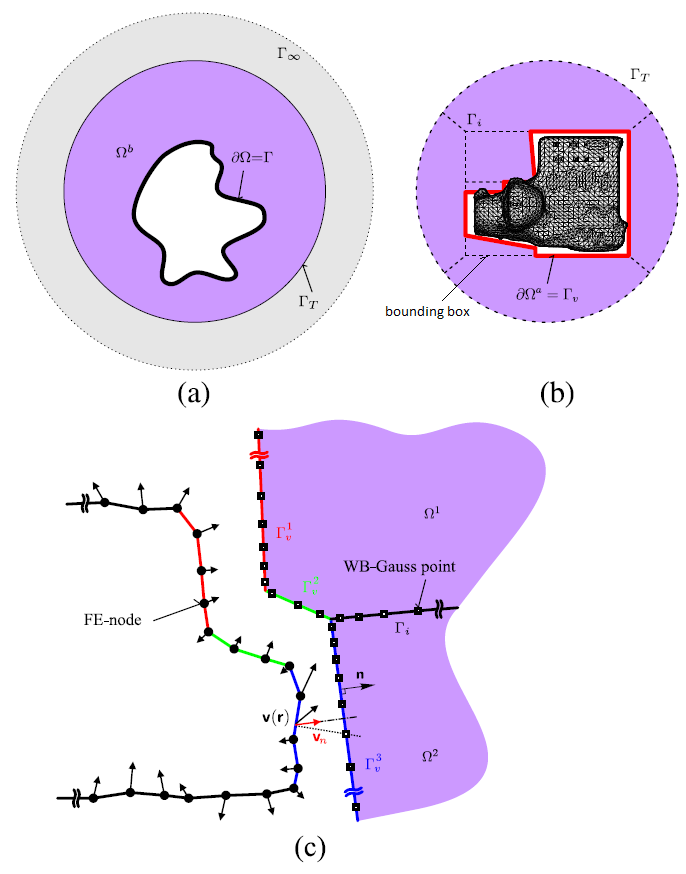 Γ∞
Ω^b
∂Ω=Γ
Γ_T
(a)
Γ_T
Γ_i
∂Ω^a = Γ_v
bounding box
(b)
Ω^1
Γ_v^1
Γ_v^2
WB-Gauss point
FE-node
Γ_i
n
v(r)
v_n
Γ_v^3
Ω^2
(c)